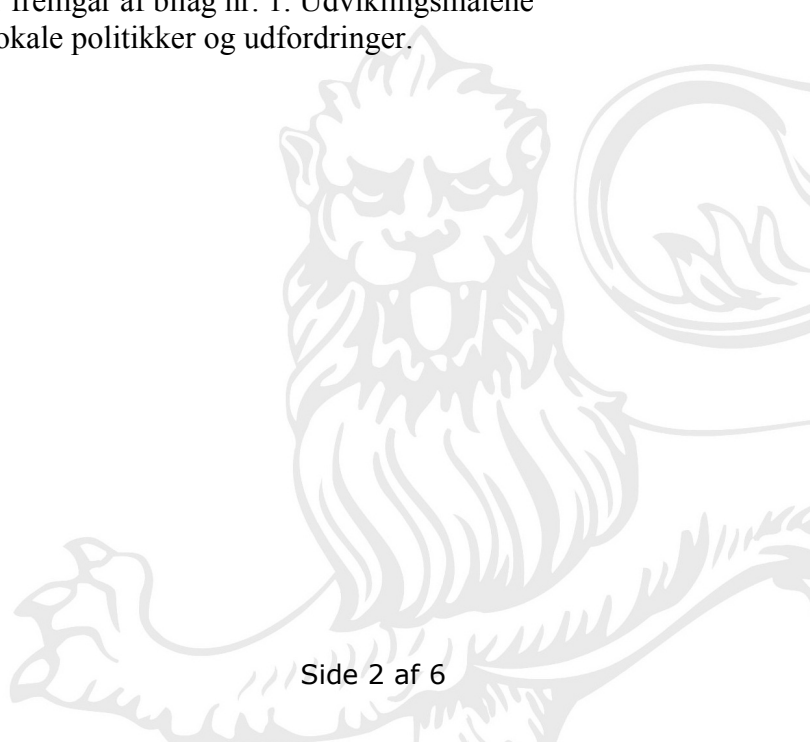 fremgår af bilag nr. 1. Udviklingsmålene
okale politikker og udfordringer.
Side 2 af 6